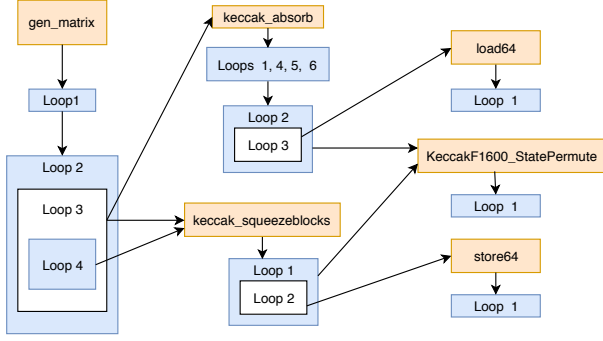 gen_matrix
Loop1
Loop 2
Loop 3
Loop 4
keccak_absorb
Loops 1, 4, 5, 6
Loop 2
Loop 3
keccak_squeezeblocks
Loop 1
Loop 2
load64
Loop 1
KeccakF1600_StatePermute
Loop 1
store64
Loop 1